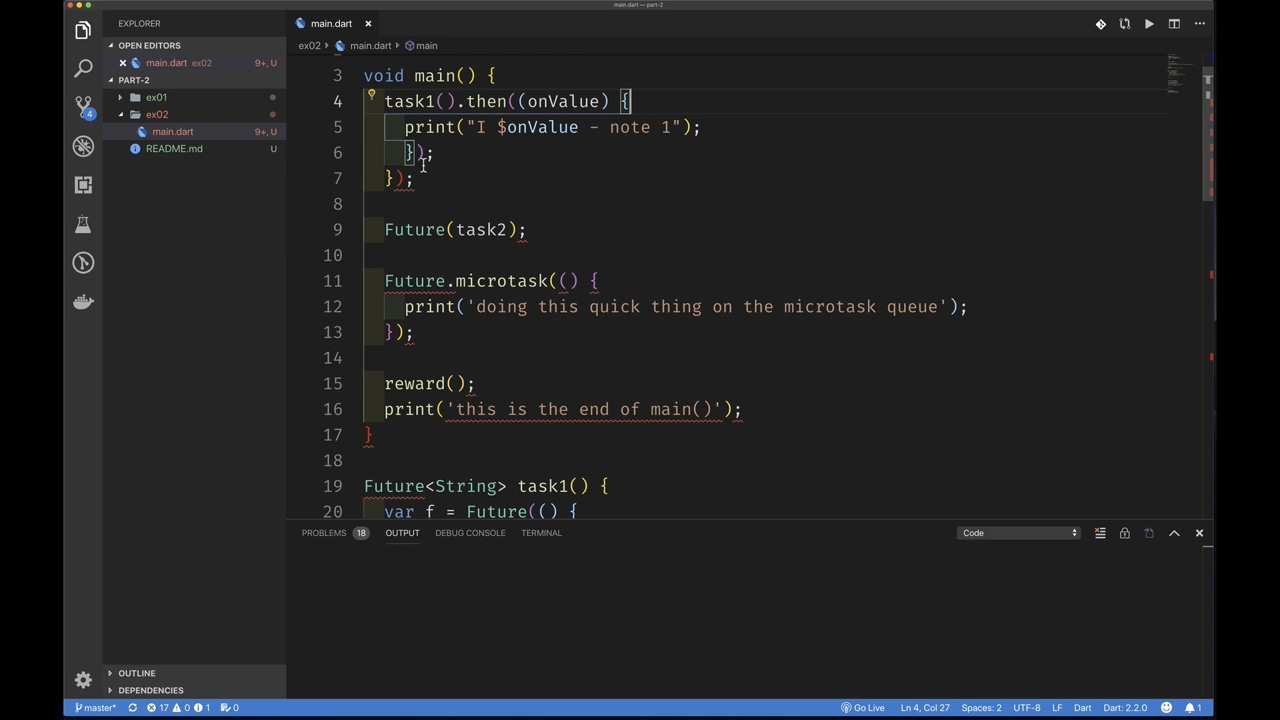 main.dart — part-2
EXPLORER
main.dart
OPEN EDITORS
main.dart ex02 9+, U
PART-2
ex01
ex02
main.dart 9+, U
README.md U
ex02 main.dart main
3 void main() {
4 task1().then((onValue) {
5 print("I $onValue - note 1");
6 });
7 });
8
9 Future(task2);
10
11 Future.microtask(() {
12 print('doing this quick thing on the microtask queue');
13 });
14
15 reward();
16 print('this is the end of main()');
17 }
18
19 Future<String> task1() {
20 var f = Future(() {
4
PROBLEMS 18 OUTPUT DEBUG CONSOLE TERMINAL Code
OUTLINE
DEPENDENCIES
master* 17 0 1 0 Go Live Ln 4, Col 27 Spaces: 2 UTF-8 LF Dart Dart: 2.2.0 1